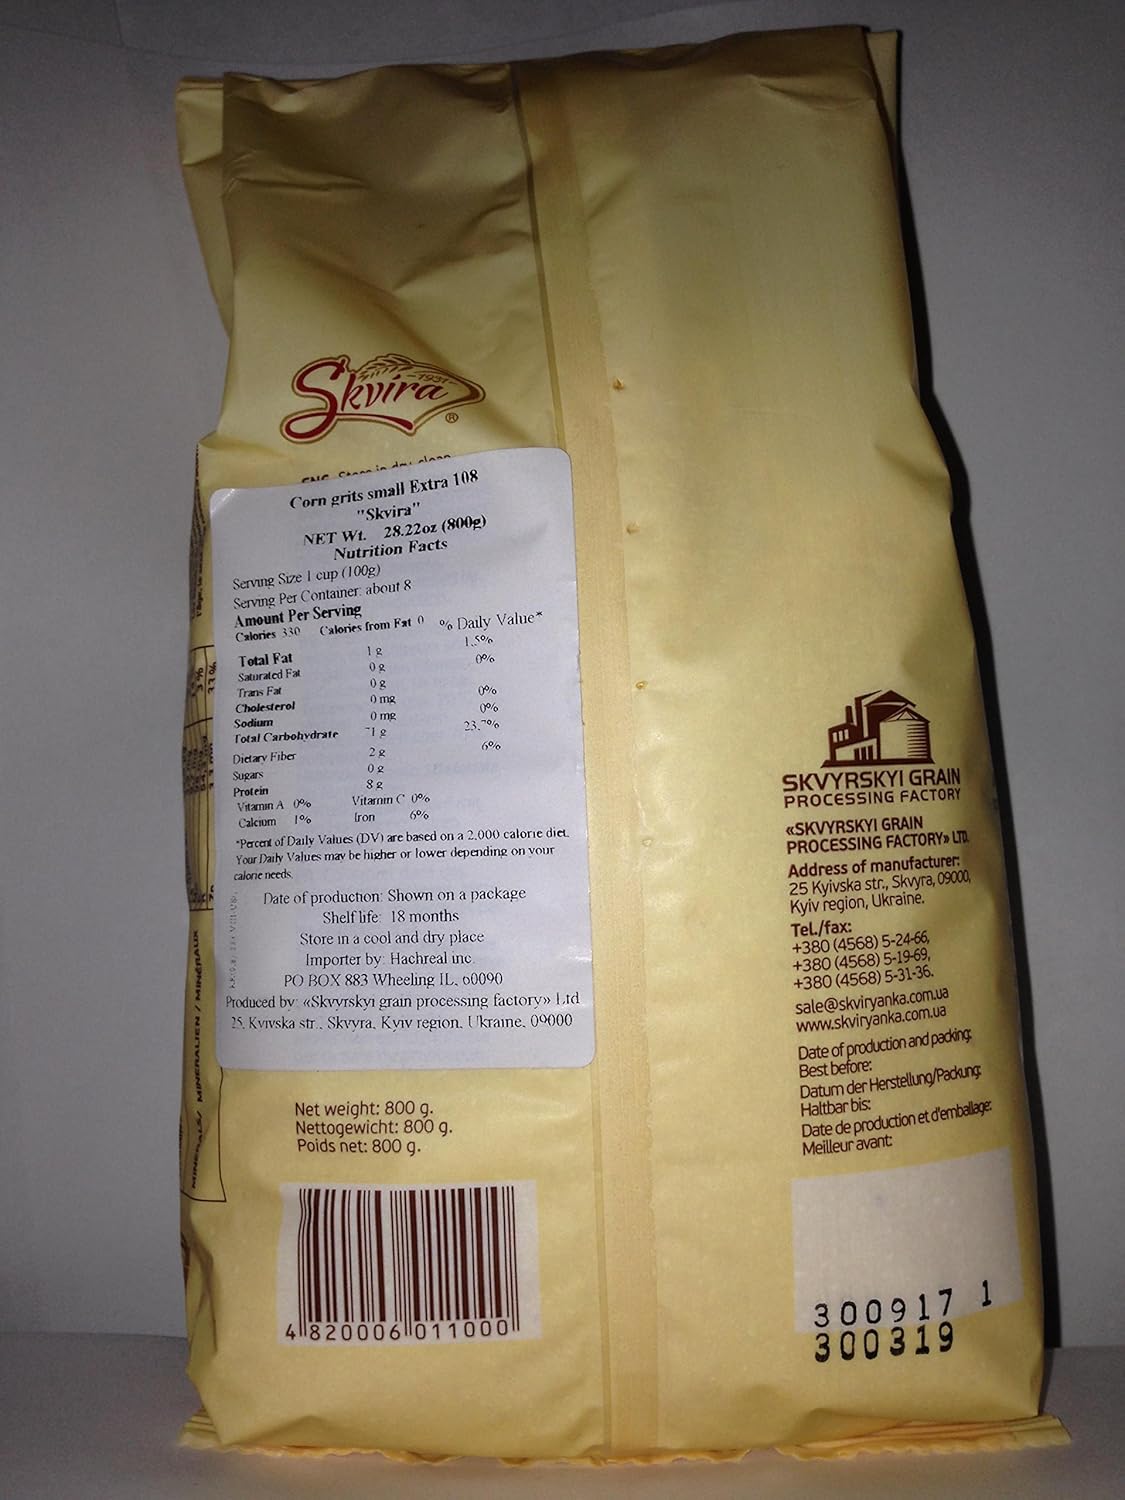 Skvira
1931
®
ENG Store in dry clean
Corn grits small Extra 108
"Skvira"
NET Wt. 28.22oz (800g)
Nutrition Facts
Serving Size 1 cup (100g)
Serving Per Container: about 8
Amount Per Serving
Calories 330 Calories from Fat 0 % Daily Value*
Total Fat 1 g 1.5%
Saturated Fat 0 g 0%
Trans Fat 0 g
Cholesterol 0 mg 0%
Sodium 0 mg 0%
Total Carbohydrate 71 g 23.7%
Dietary Fiber 2 g 6%
Sugars 0 g
Protein 8 g
Vitamin A 0% Vitamin C 0%
Calcium 1% Iron 6%
*Percent of Daily Values (DV) are based on a 2,000 calorie diet.
Your Daily Values may be higher or lower depending on your
calorie needs.
Date of production: Shown on a package
Shelf life: 18 months
Store in a cool and dry place
Importer by: Hachreal inc.
PO BOX 883 Wheeling IL, 60090
Produced by: «Skvyrskyi grain processing factory» Ltd
25, Kyivska str., Skvyra, Kyiv region, Ukraine, 09000
MINERALS/ MINERALIEN / MINÉRAUX
3 %
33 %
Net weight: 800 g.
Nettogewicht: 800 g.
Poids net: 800 g.
4 820006 011000
SKVYRSKYI GRAIN
PROCESSING FACTORY
«SKVYRSKYI GRAIN
PROCESSING FACTORY» LTD.
Address of manufacturer:
25 Kyivska str., Skvyra, 09000,
Kyiv region, Ukraine.
Tel./fax:
+380 (4568) 5-24-66,
+380 (4568) 5-19-69,
+380 (4568) 5-31-36.
sale@skviryanka.com.ua
www.skviryanka.com.ua
Date of production and packing:
Best before:
Datum der Herstellung/Packung:
Haltbar bis:
Date de production et d'emballage:
Meilleur avant:
300917 1
300319